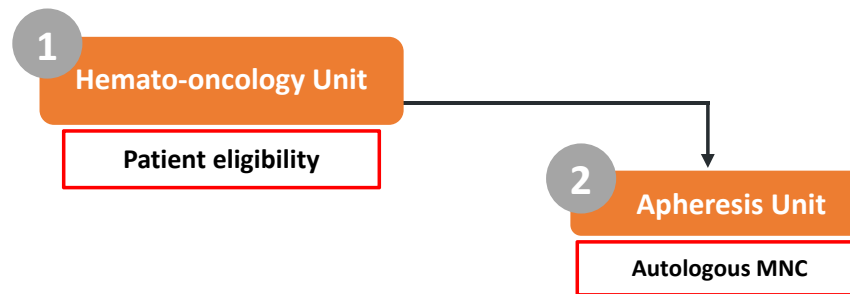 1
Hemato-oncology Unit
Patient eligibility
2
Apheresis Unit
Autologous MNC